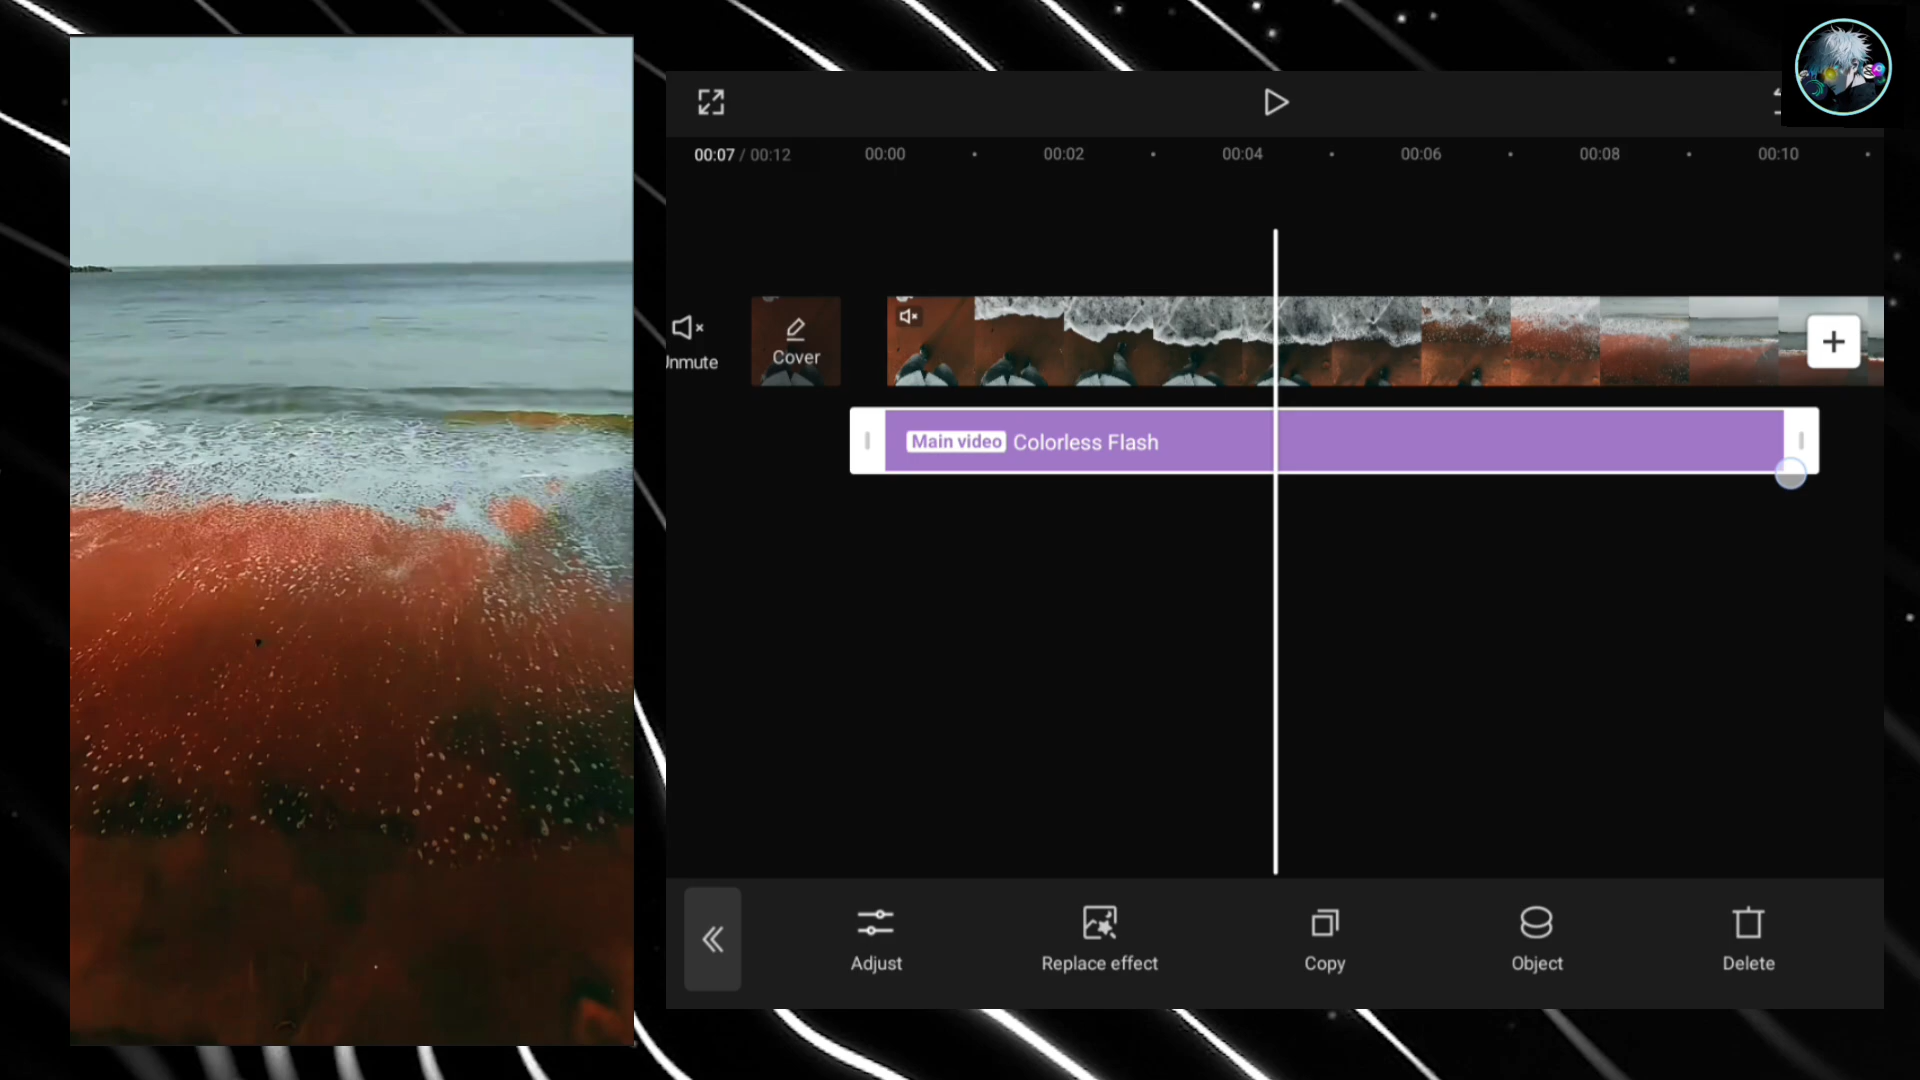 00:07 / 00:12 00:00 00:02 00:04 00:06 00:08 00:10
Cover
Main video Colorless Flash
Adjust Replace effect Copy Object Delete